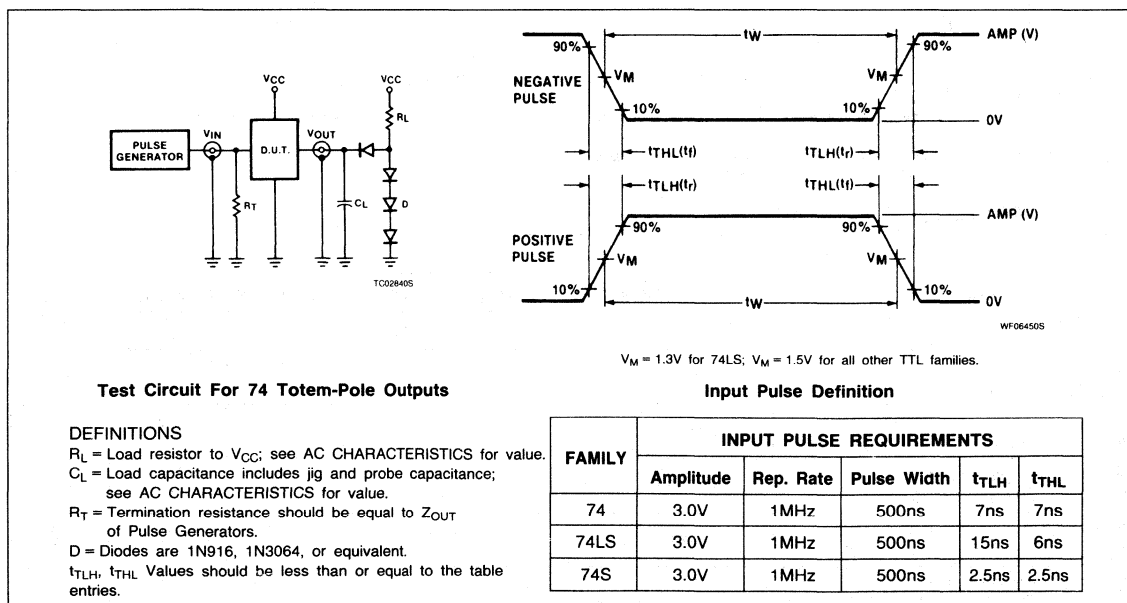 VCC
VCC
RL
PULSE
GENERATOR
VIN
D.U.T.
VOUT
RT
CL
D
TC02840S
tW
AMP (V)
90%
90%
NEGATIVE
PULSE
VM
VM
10%
10%
0V
tTHL(tf)
tTLH(tr)
tTLH(tr)
tTHL(tf)
AMP (V)
90%
90%
POSITIVE
PULSE
VM
VM
10%
10%
tW
0V
WF06450S
VM = 1.3V for 74LS; VM = 1.5V for all other TTL families.
Test Circuit For 74 Totem-Pole Outputs
Input Pulse Definition
DEFINITIONS
RL = Load resistor to VCC; see AC CHARACTERISTICS for value.
CL = Load capacitance includes jig and probe capacitance;
see AC CHARACTERISTICS for value.
RT = Termination resistance should be equal to ZOUT
of Pulse Generators.
D = Diodes are 1N916, 1N3064, or equivalent.
tTLH, tTHL Values should be less than or equal to the table
entries.
FAMILY INPUT PULSE REQUIREMENTS
Amplitude Rep. Rate Pulse Width tTLH tTHL
74 3.0V 1MHz 500ns 7ns 7ns
74LS 3.0V 1MHz 500ns 15ns 6ns
74S 3.0V 1MHz 500ns 2.5ns 2.5ns